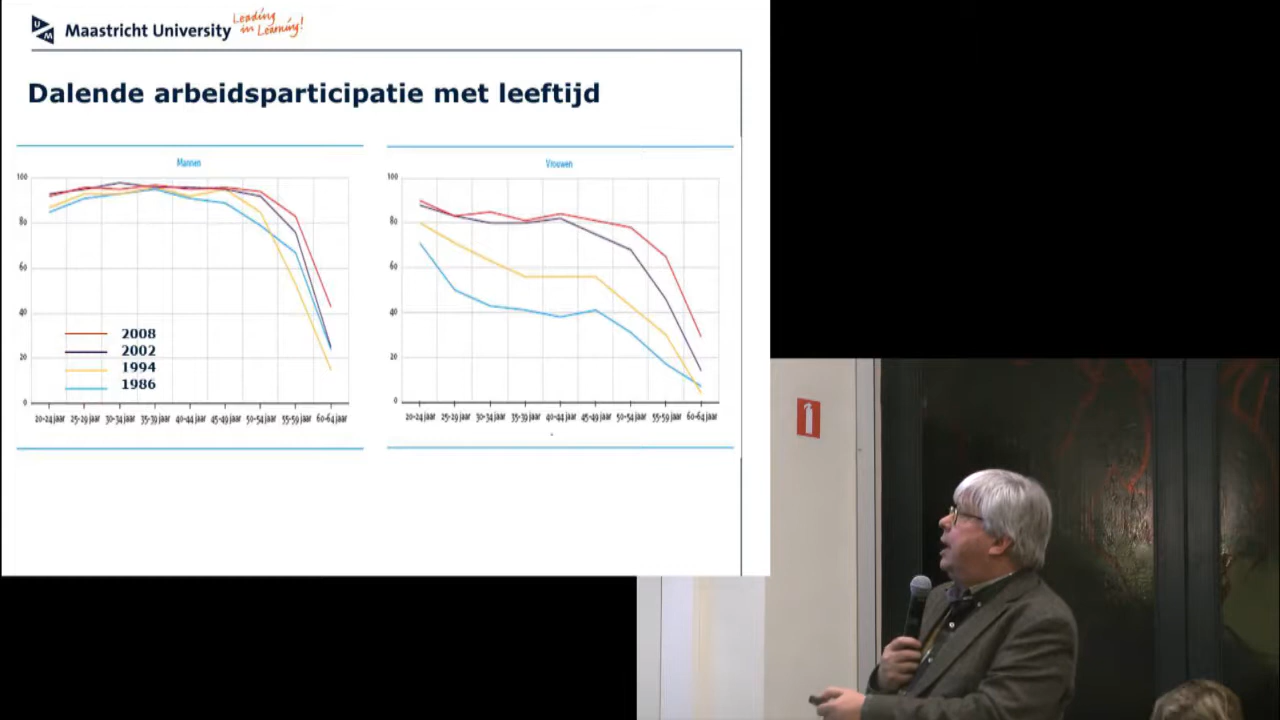 Maastricht University
Leading
in Learning!
Dalende arbeidsparticipatie met leeftijd
Mannen
100
80
60
40
20
0
2008
2002
1994
1986
20-24 jaar 25-29 jaar 30-34 jaar 35-39 jaar 40-44 jaar 45-49 jaar 50-54 jaar 55-59 jaar 60-64 jaar
Vrouwen
100
80
60
40
20
0
20-24 jaar 25-29 jaar 30-34 jaar 35-39 jaar 40-44 jaar 45-49 jaar 50-54 jaar 55-59 jaar 60-64 jaar